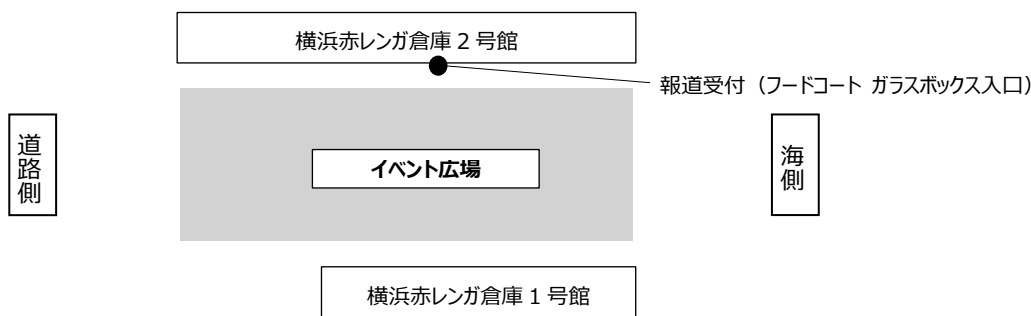 横浜赤レンガ倉庫２号館
報道受付（フードコート ガラスボックス入口）
道路側
イベント広場
海側
横浜赤レンガ倉庫１号館